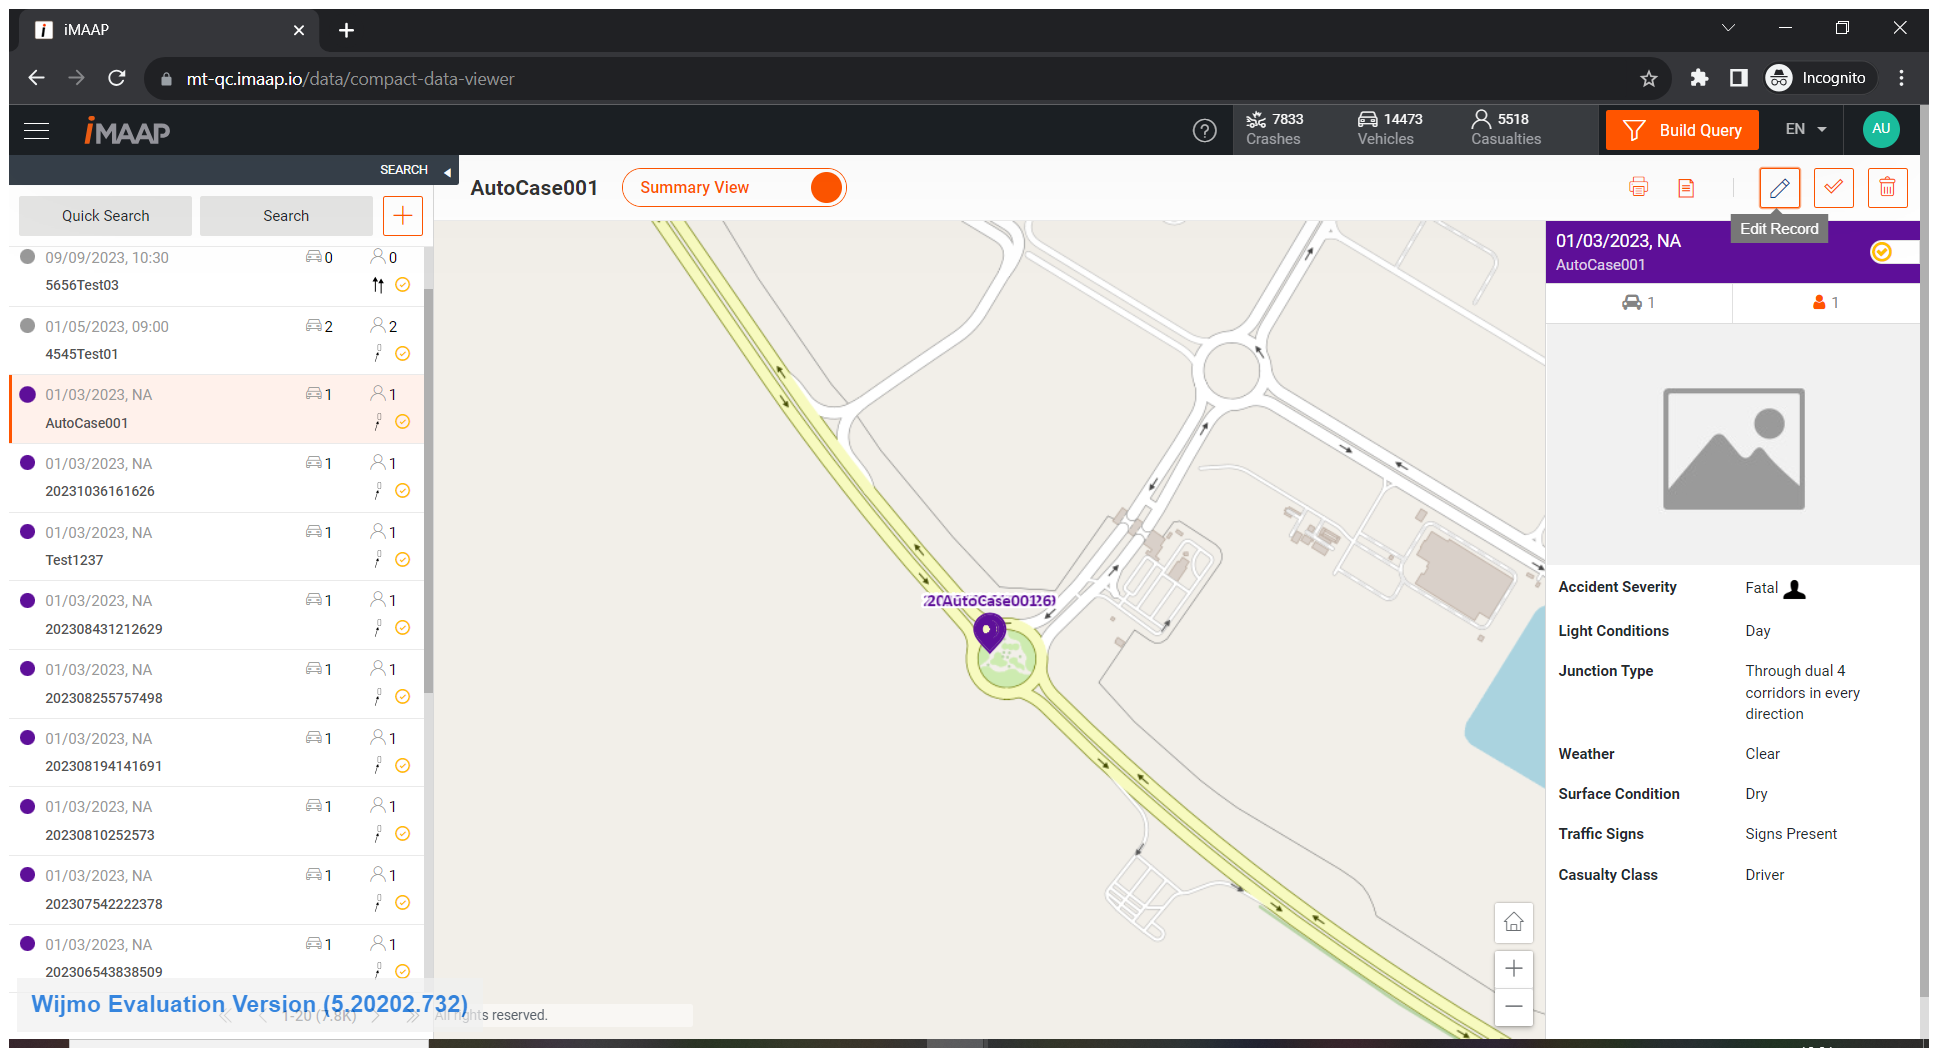 iMAAP
mt-qc.imaap.io/data/compact-data-viewer
Incognito
iMAAP
7833
Crashes
14473
Vehicles
5518
Casualties
Build Query
EN
AU
SEARCH
AutoCase001
Summary View
Edit Record
Quick Search
Search
09/09/2023, 10:30
0
0
5656Test03
01/05/2023, 09:00
2
2
4545Test01
01/03/2023, NA
1
1
AutoCase001
01/03/2023, NA
1
1
20231036161626
01/03/2023, NA
1
1
Test1237
01/03/2023, NA
1
1
202308431212629
01/03/2023, NA
1
1
202308255757498
01/03/2023, NA
1
1
202308194141691
01/03/2023, NA
1
1
20230810252573
01/03/2023, NA
1
1
202307542222378
01/03/2023, NA
1
1
202306543838509
Wijmo Evaluation Version (5.20202.732)
1-20 (7.8K)
All rights reserved.
01/03/2023, NA
AutoCase001
1
1
Accident Severity Fatal
Light Conditions Day
Junction Type Through dual 4
corridors in every
direction
Weather Clear
Surface Condition Dry
Traffic Signs Signs Present
Casualty Class Driver